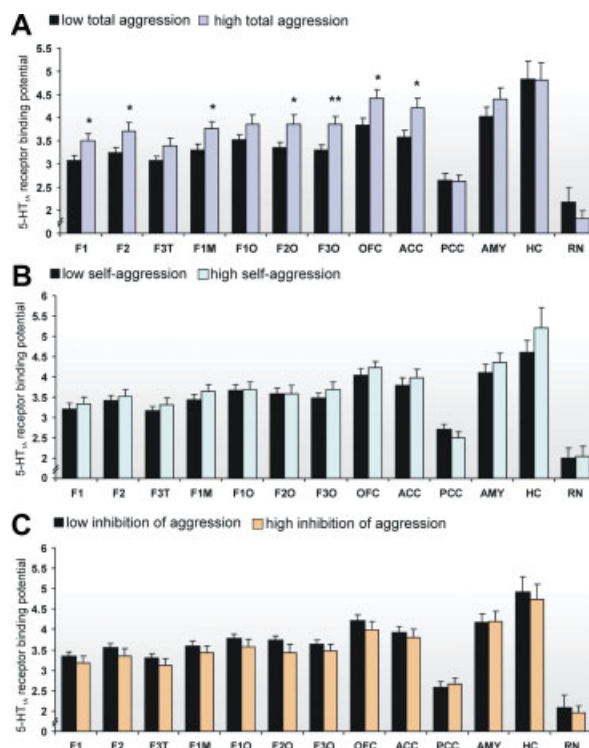 A
low total aggression high total aggression
5-HT1A receptor binding potential
5.5
5
4.5
4
3.5
3
2.5
2
0
* * * * ** * *
F1 F2 F3T F1M F1O F2O F3O OFC ACC PCC AMY HC RN
B
low self-aggression high self-aggression
5-HT1A receptor binding potential
6
5.5
5
4.5
4
3.5
3
2.5
2
0
F1 F2 F3T F1M F1O F2O F3O OFC ACC PCC AMY HC RN
C
low inhibition of aggression high inhibition of aggression
5-HT1A receptor binding potential
6
5.5
5
4.5
4
3.5
3
2.5
2
0
F1 F2 F3T F1M F1O F2O F3O OFC ACC PCC AMY HC RN